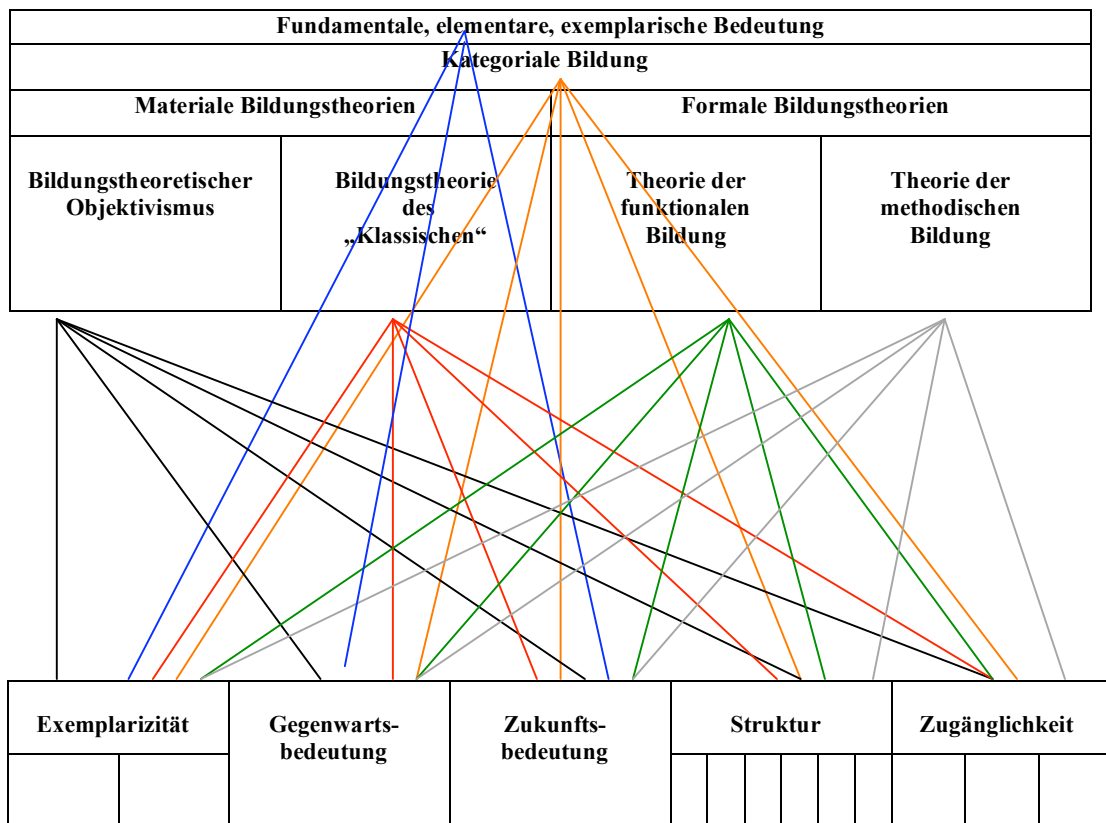 Fundamentale, elementare, exemplarische Bedeutung
Kategoriale Bildung
Materiale Bildungstheorien
Formale Bildungstheorien
Bildungstheoretischer
Objektivismus
Bildungstheorie
des
„Klassischen“
Theorie der
funktionalen
Bildung
Theorie der
methodischen
Bildung
Exemplarizität
Gegenwarts-
bedeutung
Zukunfts-
bedeutung
Struktur
Zugänglichkeit